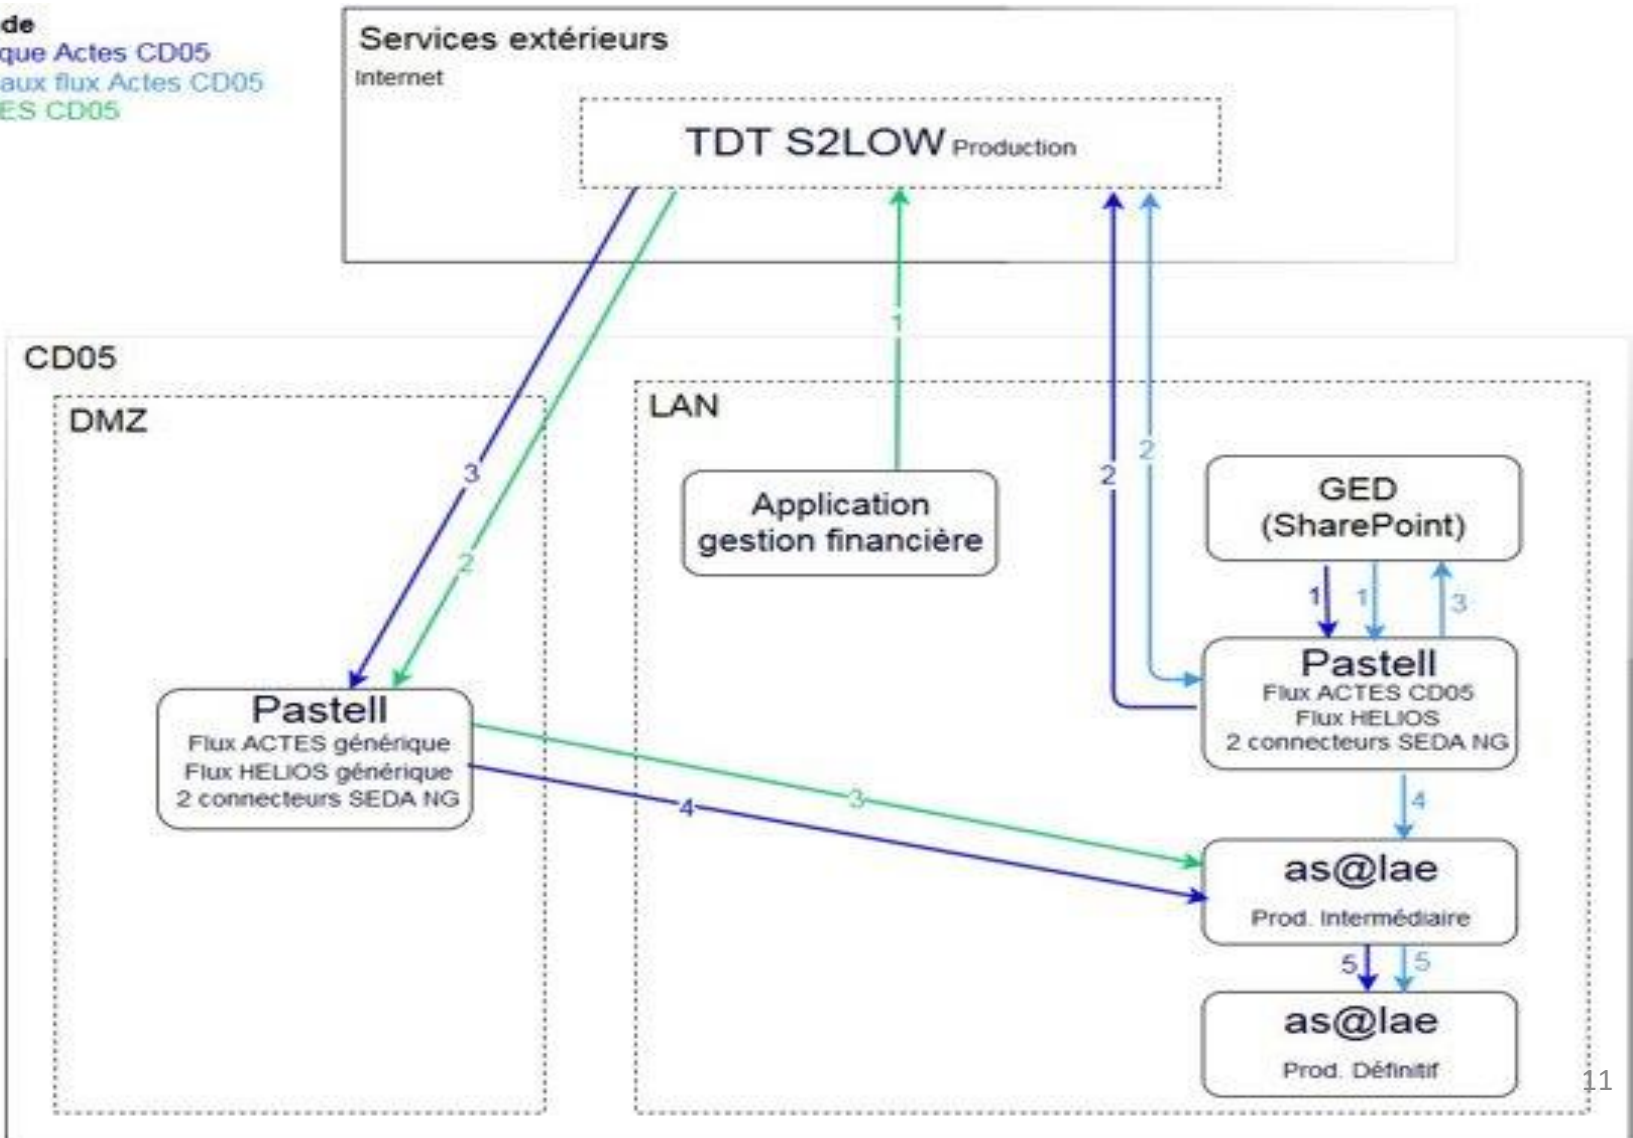 de
que Actes CD05
aux flux Actes CD05
ES CD05
Services extérieurs
Internet
TDT S2LOW Production
1
CD05
DMZ
LAN
3
2
2
2
Application
gestion financière
GED
(SharePoint)
1
1
3
Pastell
Flux ACTES CD05
Flux HELIOS
2 connecteurs SEDA NG
Pastell
Flux ACTES générique
Flux HELIOS générique
2 connecteurs SEDA NG
3
4
4
as@lae
Prod. Intermédiaire
5
5
as@lae
Prod. Définitif
11